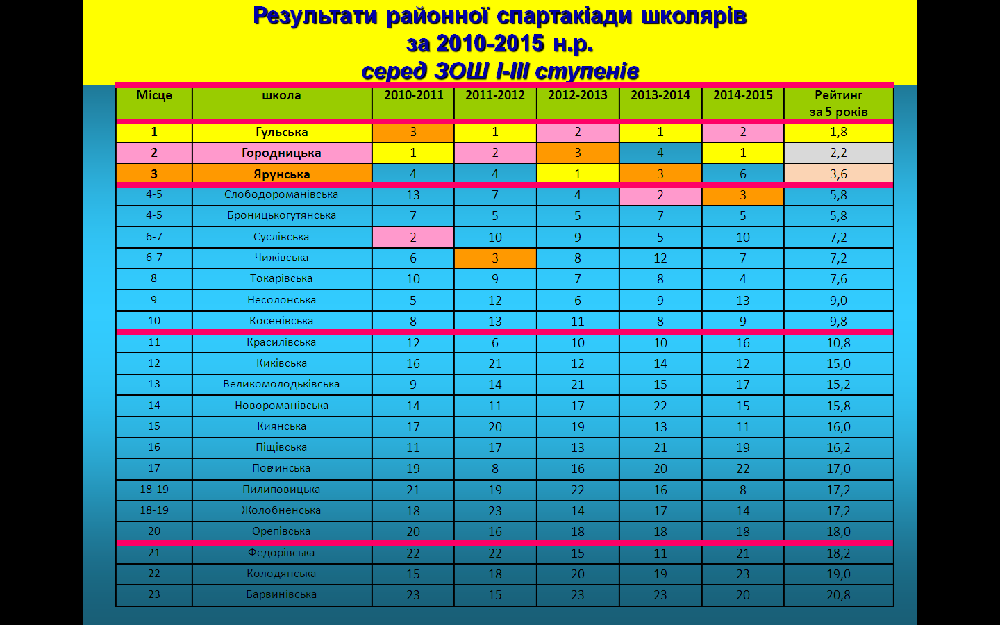 Результати районної спартакіади школярів
за 2010-2015 н.р.
серед ЗОШ І-ІІІ ступенів
Місце школа 2010-2011 2011-2012 2012-2013 2013-2014 2014-2015 Рейтинг
за 5 років
1 Гульська 3 1 2 1 2 1,8
2 Городницька 1 2 3 4 1 2,2
3 Ярунська 4 4 1 3 6 3,6
4-5 Слободороманівська 13 7 4 2 3 5,8
4-5 Броницькогутянська 7 5 5 7 5 5,8
6-7 Суслівська 2 10 9 5 10 7,2
6-7 Чижівська 6 3 8 12 7 7,2
8 Токарівська 10 9 7 8 4 7,6
9 Несолонська 5 12 6 9 13 9,0
10 Косенівська 8 13 11 8 9 9,8
11 Красилівська 12 6 10 10 16 10,8
12 Киківська 16 21 12 14 12 15,0
13 Великомолодьківська 9 14 21 15 17 15,2
14 Новороманівська 14 11 17 22 15 15,8
15 Киянська 17 20 19 13 11 16,0
16 Піщівська 11 17 13 21 19 16,2
17 Повчинська 19 8 16 20 22 17,0
18-19 Пилиповицька 21 19 22 16 8 17,2
18-19 Жолобненська 18 23 14 17 14 17,2
20 Орепівська 20 16 18 18 18 18,0
21 Федорівська 22 22 15 11 21 18,2
22 Колодянська 15 18 20 19 23 19,0
23 Барвинівська 23 15 23 23 20 20,8